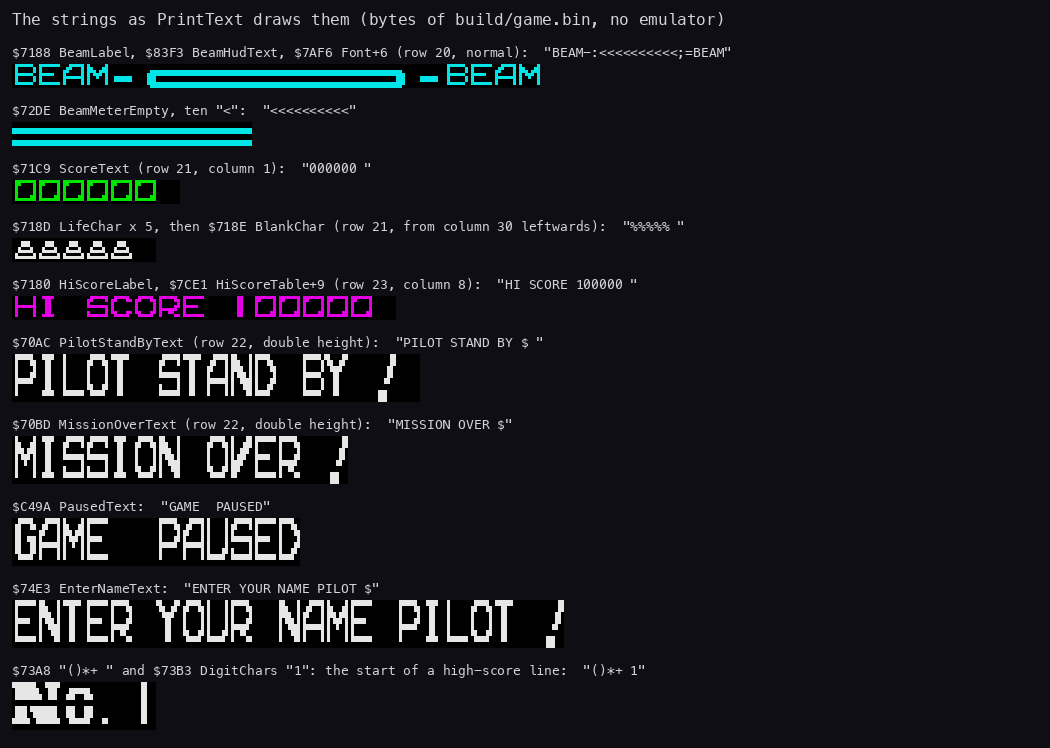 The strings as PrintText draws them (bytes of build/game.bin, no emulator)
$7188 BeamLabel, $83F3 BeamHudText, $7AF6 Font+6 (row 20, normal):  "BEAM-:<<<<<<<<<<;=BEAM"
BEAM- -BEAM
$72DE BeamMeterEmpty, ten "<":  "<<<<<<<<<<"
$71C9 ScoreText (row 21, column 1):  "000000 "
000000
$718D LifeChar x 5, then $718E BlankChar (row 21, from column 30 leftwards):  "%%%%% "
$7180 HiScoreLabel, $7CE1 HiScoreTable+9 (row 23, column 8):  "HI SCORE 100000 "
HI SCORE 100000
$70AC PilotStandByText (row 22, double height):  "PILOT STAND BY $ "
PILOT STAND BY !
$70BD MissionOverText (row 22, double height):  "MISSION OVER $"
MISSION OVER !
$C49A PausedText:  "GAME  PAUSED"
GAME  PAUSED
$74E3 EnterNameText:  "ENTER YOUR NAME PILOT $"
ENTER YOUR NAME PILOT !
$73A8 "()*+ " and $73B3 DigitChars "1": the start of a high-score line:  "()*+ 1"
1